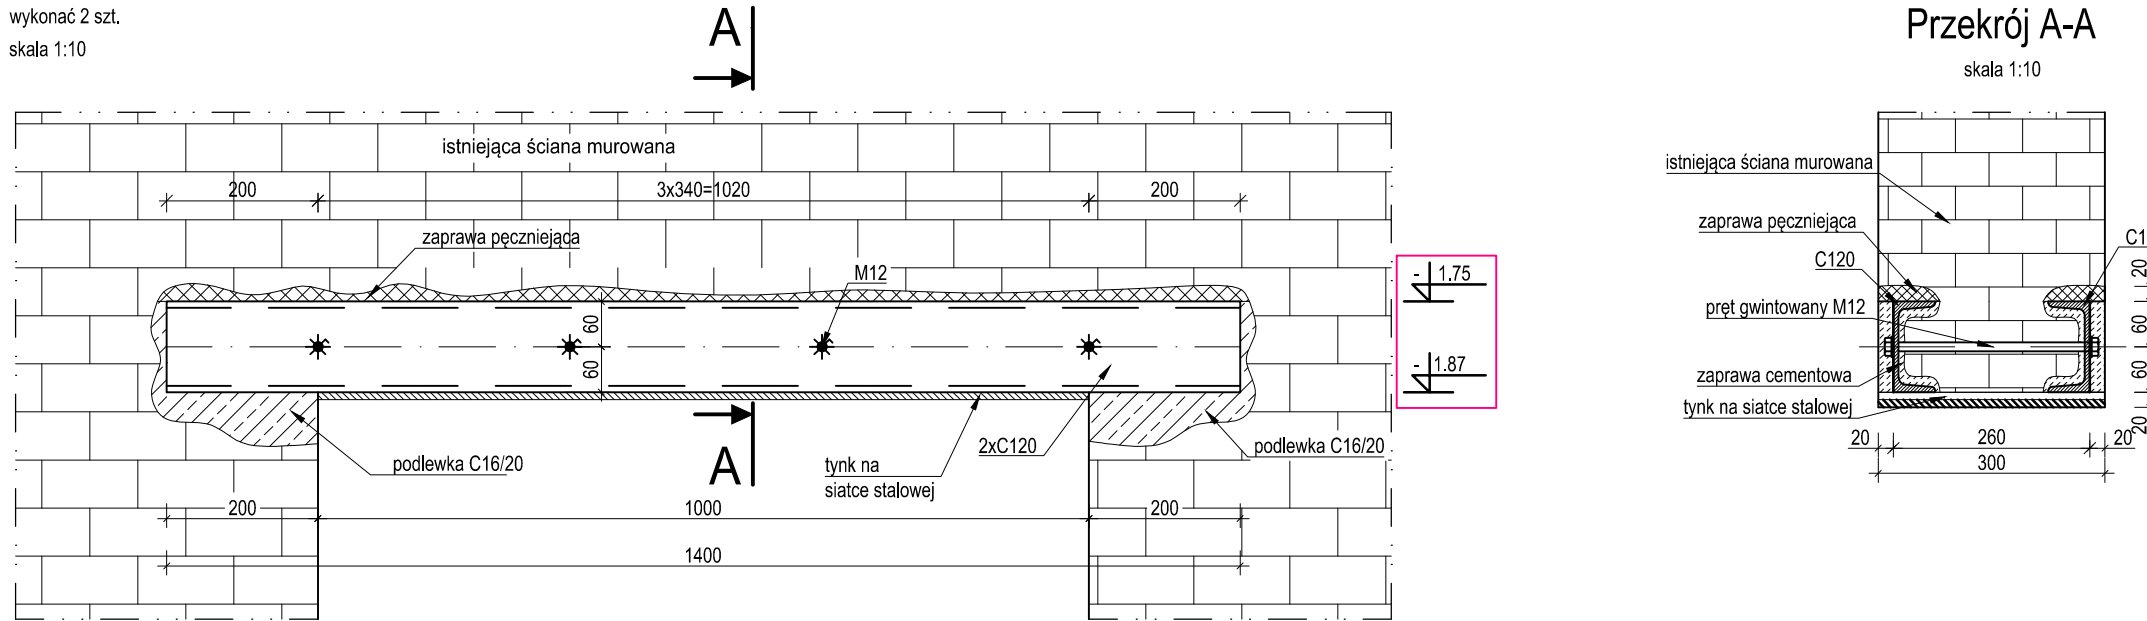 wykonać 2 szt.
skala 1:10
A
istniejąca ściana murowana
200
3x340=1020
200
zaprawa pęczniejąca
M12
60
60
- 1.75
- 1.87
2xC120
podlewka C16/20
podlewka C16/20
tynk na
siatce stalowej
A
200
1000
200
1400
Przekrój A-A
skala 1:10
istniejąca ściana murowana
zaprawa pęczniejąca
C120
C1
pręt gwintowany M12
zaprawa cementowa
tynk na siatce stalowej
20
60
60
20
20
260
20
300